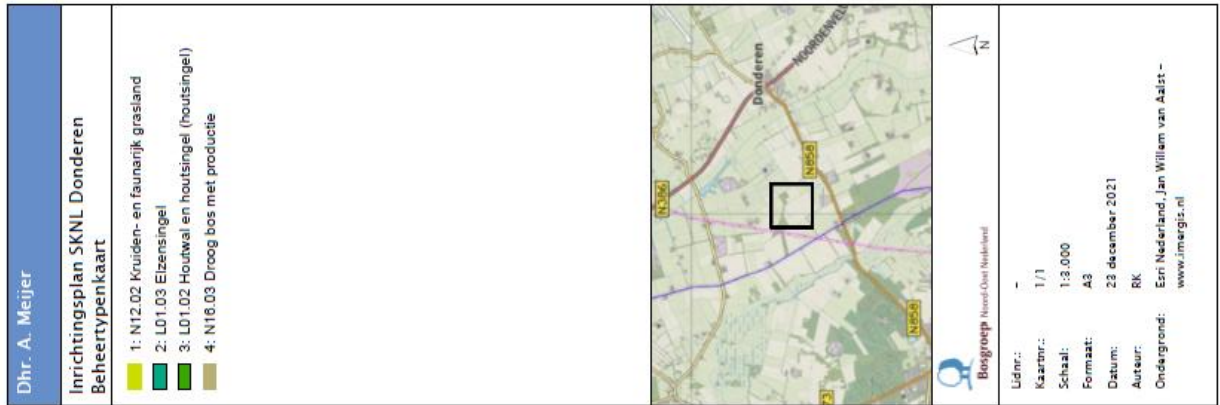 Dhr. A. Meijer
Inrichtingsplan SKNL Donderen
Beheertypenkaart
1: N12.02 Kruiden- en faunarijk grasland
2: L01.03 Elzensingel
3: L01.02 Houtwal en houtsingel (houtsingel)
4: N16.03 Droog bos met productie
N386
Donderen
NOORDENVELD
N858
N858
73
Bosgroep Noord-Oost Nederland
N
Lidnr.: -
Kaartnr.: 1/1
Schaal: 1:3.000
Formaat: A3
Datum: 23 december 2021
Auteur: RK
Ondergrond: Esri Nederland, Jan Willem van Aalst -
www.imergis.nl